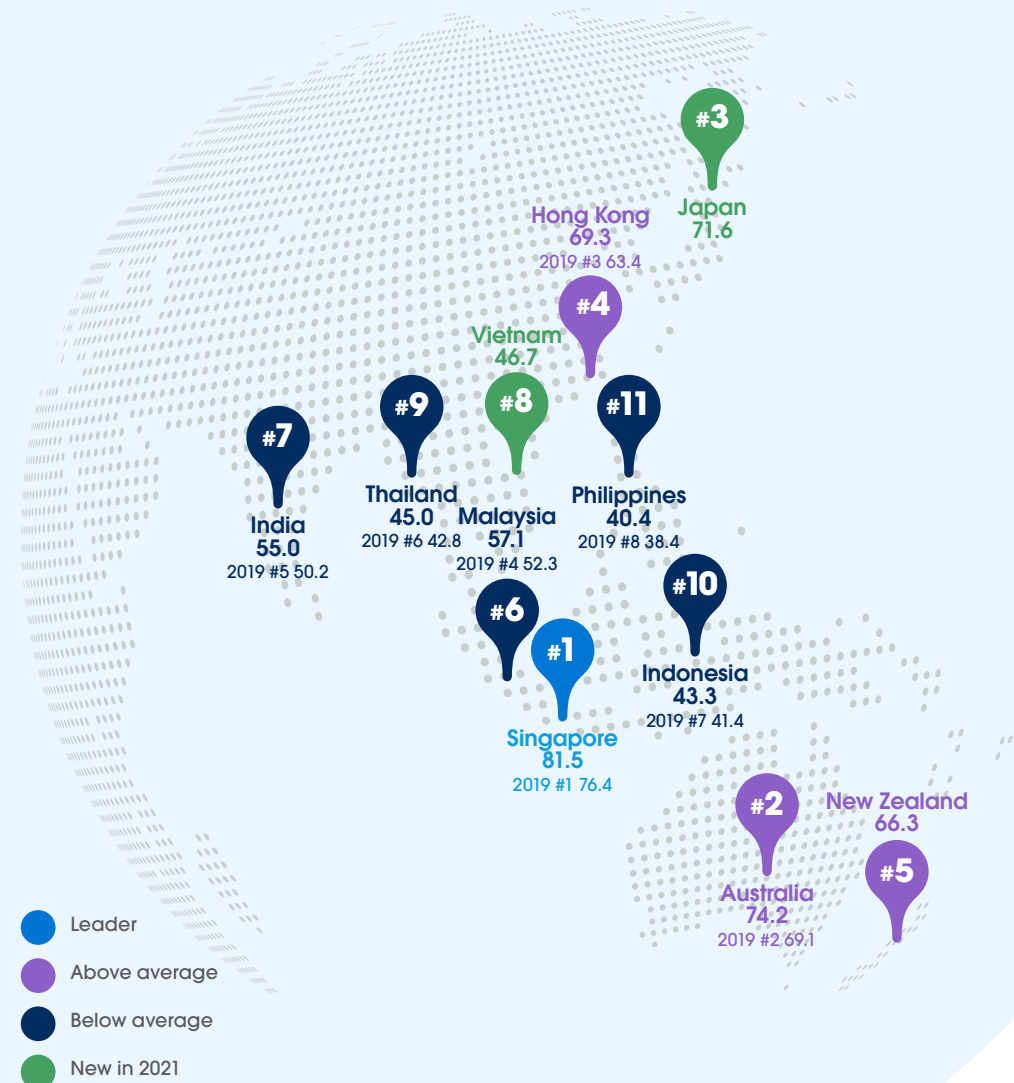 #3
Japan
71.6
Hong Kong
69.3
2019 #3 63.4
#4
Vietnam
46.7
#8
#9
Thailand
45.0
2019 #6 42.8
#11
Philippines
40.4
2019 #8 38.4
#7
India
55.0
2019 #5 50.2
Malaysia
57.1
2019 #4 52.3
#6
#1
Singapore
81.5
2019 #1 76.4
#10
Indonesia
43.3
2019 #7 41.4
#2
Australia
74.2
2019 #2 69.1
New Zealand
66.3
#5
Leader
Above average
Below average
New in 2021